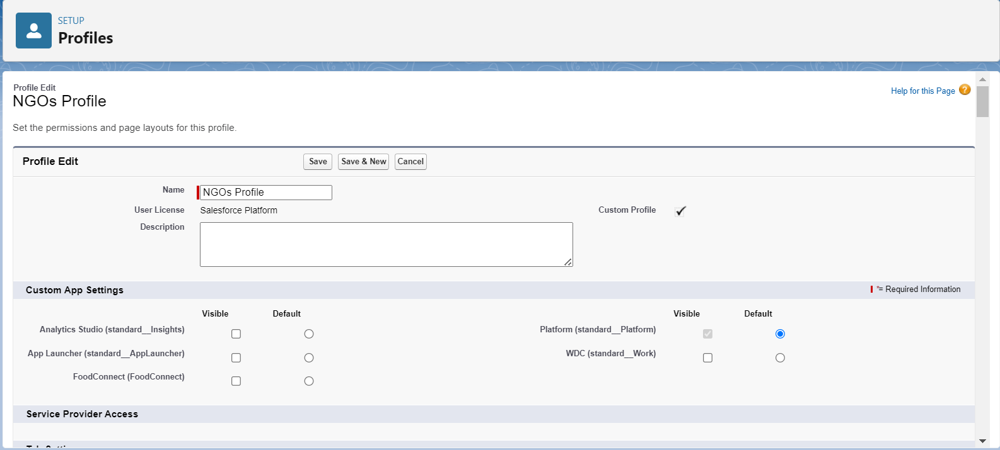 SETUP
Profiles
Profile Edit
NGOs Profile
Help for this Page ?
Set the permissions and page layouts for this profile.
Profile Edit Save Save & New Cancel
Name NGOs Profile
User License Salesforce Platform Custom Profile
Description
Custom App Settings *= Required Information
Visible Default Visible Default
Analytics Studio (standard__Insights) Platform (standard__Platform)
App Launcher (standard__AppLauncher) WDC (standard__Work)
FoodConnect (FoodConnect)
Service Provider Access